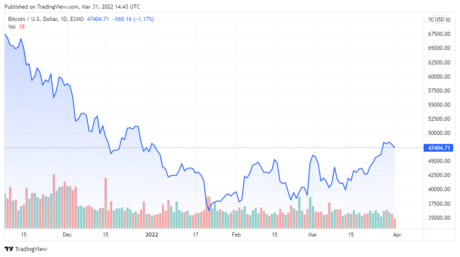 Published on TradingView.com, Mar 31, 2022 14:43 UTC
Bitcoin / U.S. Dollar, 1D, EXMO 47404.71 −560.16 (−1.17%)
Vol 18
USD
67500.00
65000.00
62500.00
60000.00
57500.00
55000.00
52500.00
50000.00
47404.71
45000.00
42500.00
40000.00
37500.00
35000.00
15 Dec 15 2022 17 Feb 15 Mar 15 Apr
TradingView